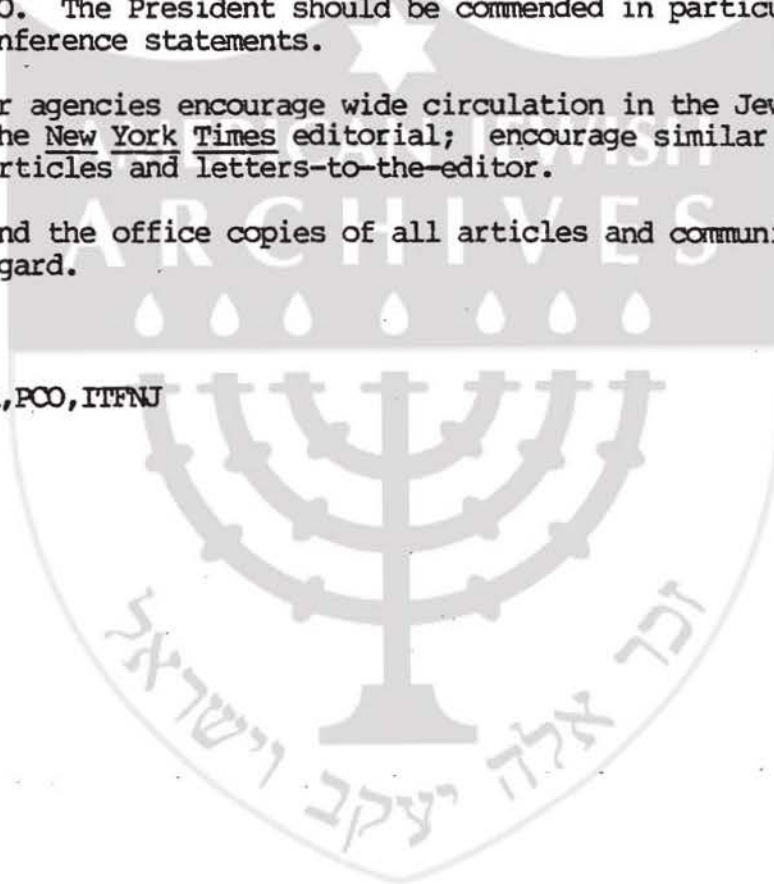 O. The President should be commended in particu
nference statements.
r agencies encourage wide circulation in the Jew
he New York Times editorial; encourage similar
rticles and letters-to-the-editor.
nd the office copies of all articles and communi
gard.
,PCO,ITFNJ
AMERICAN JEWISH
ARCHIVES
זכר אלה יעקב וישראל